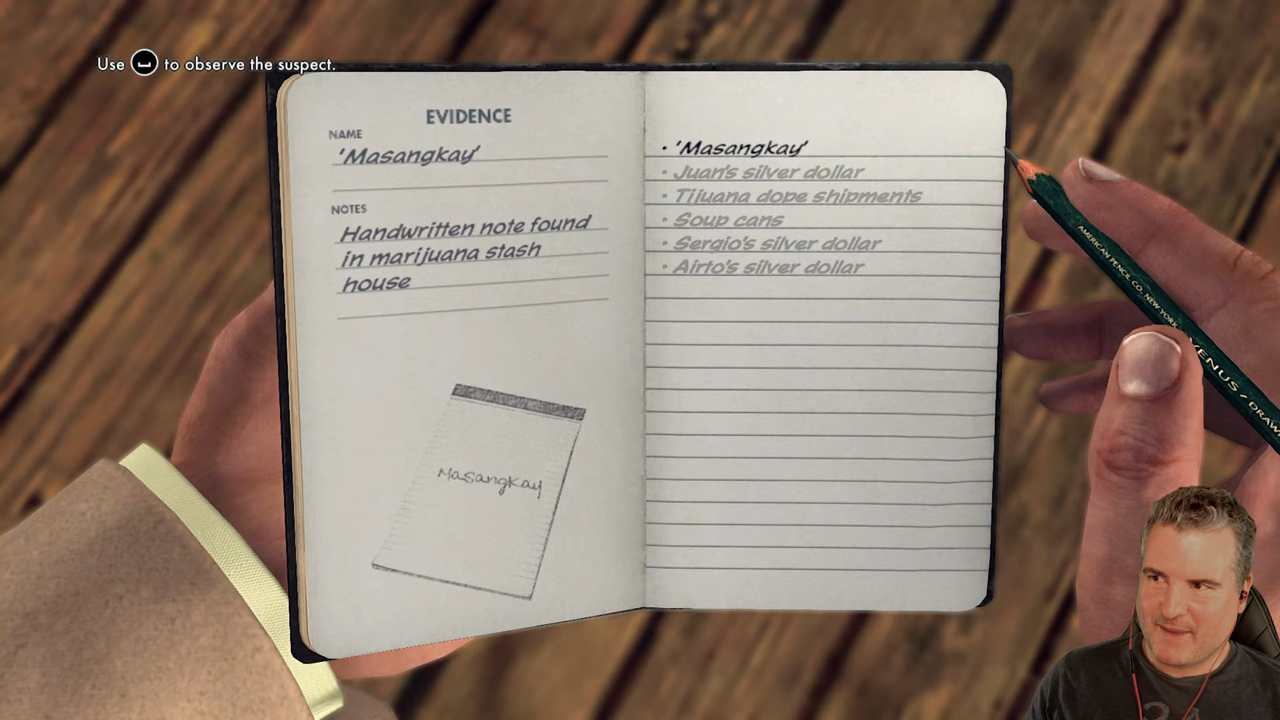 Use to observe the suspect.
EVIDENCE
NAME
'Masangkay'
NOTES
Handwritten note found
in marijuana stash
house
Masangkay
• 'Masangkay'
• Juan's silver dollar
• Tijuana dope shipments
• Soup cans
• Sergio's silver dollar
• Airto's silver dollar
AMERICAN PENCIL CO. NEW YORK
VENUS / DRAW